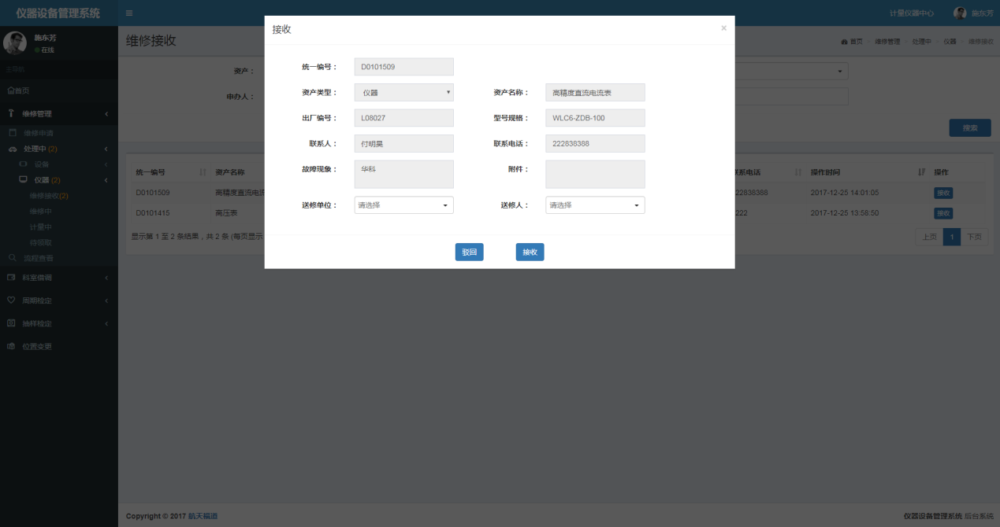 仪器设备管理系统
计量仪器中心 施东芳
施东芳
在线
主导航
首页
维修管理
维修申请
处理中 (2)
设备
仪器 (2)
维修接收(2)
维修中
计量中
待领取
流程查看
科室借调
周期检定
抽样检定
位置变更
维修接收
首页 维修管理 处理中 仪器 维修接收
资产：
申办人：
搜索
接收 ×
统一编号： D0101509
资产类型： 仪器 资产名称： 高精度直流电流表
出厂编号： L08027 型号规格： WLC6-ZDB-100
联系人： 付明昊 联系电话： 222838388
故障现象： 华科 附件：
送修单位： 请选择 送修人： 请选择
驳回 接收
统一编号 资产名称 联系电话 操作时间 操作
D0101509 高精度直流电流 22838388 2017-12-25 14:01:05 接收
D0101415 高压表 222 2017-12-25 13:58:50 接收
显示第 1 至 2 条结果，共 2 条 (每页显示
上页 1 下页
Copyright © 2017 航天福道
仪器设备管理系统 后台系统